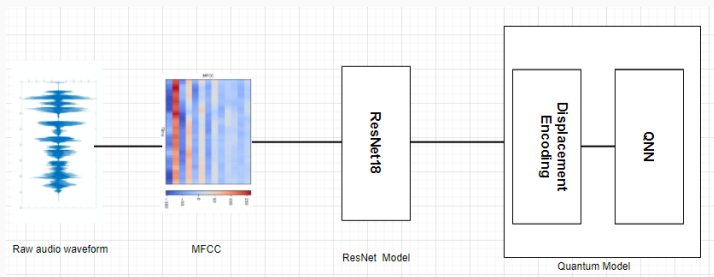 MFCC
ResNet18
Displacement
Encoding
QNN
Raw audio waveform
MFCC
ResNet Model
Quantum Model